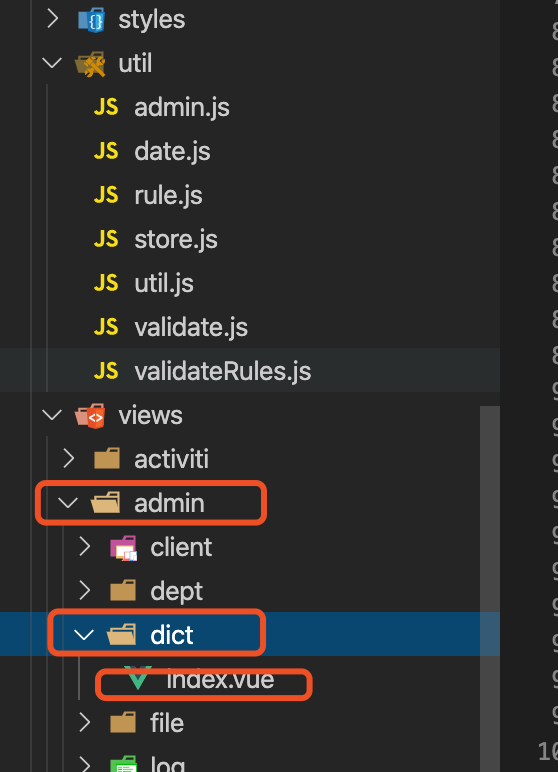 styles
util
JS admin.js
JS date.js
JS rule.js
JS store.js
JS util.js
JS validate.js
JS validateRules.js
views
activiti
admin
client
dept
dict
index.vue
file
log
10